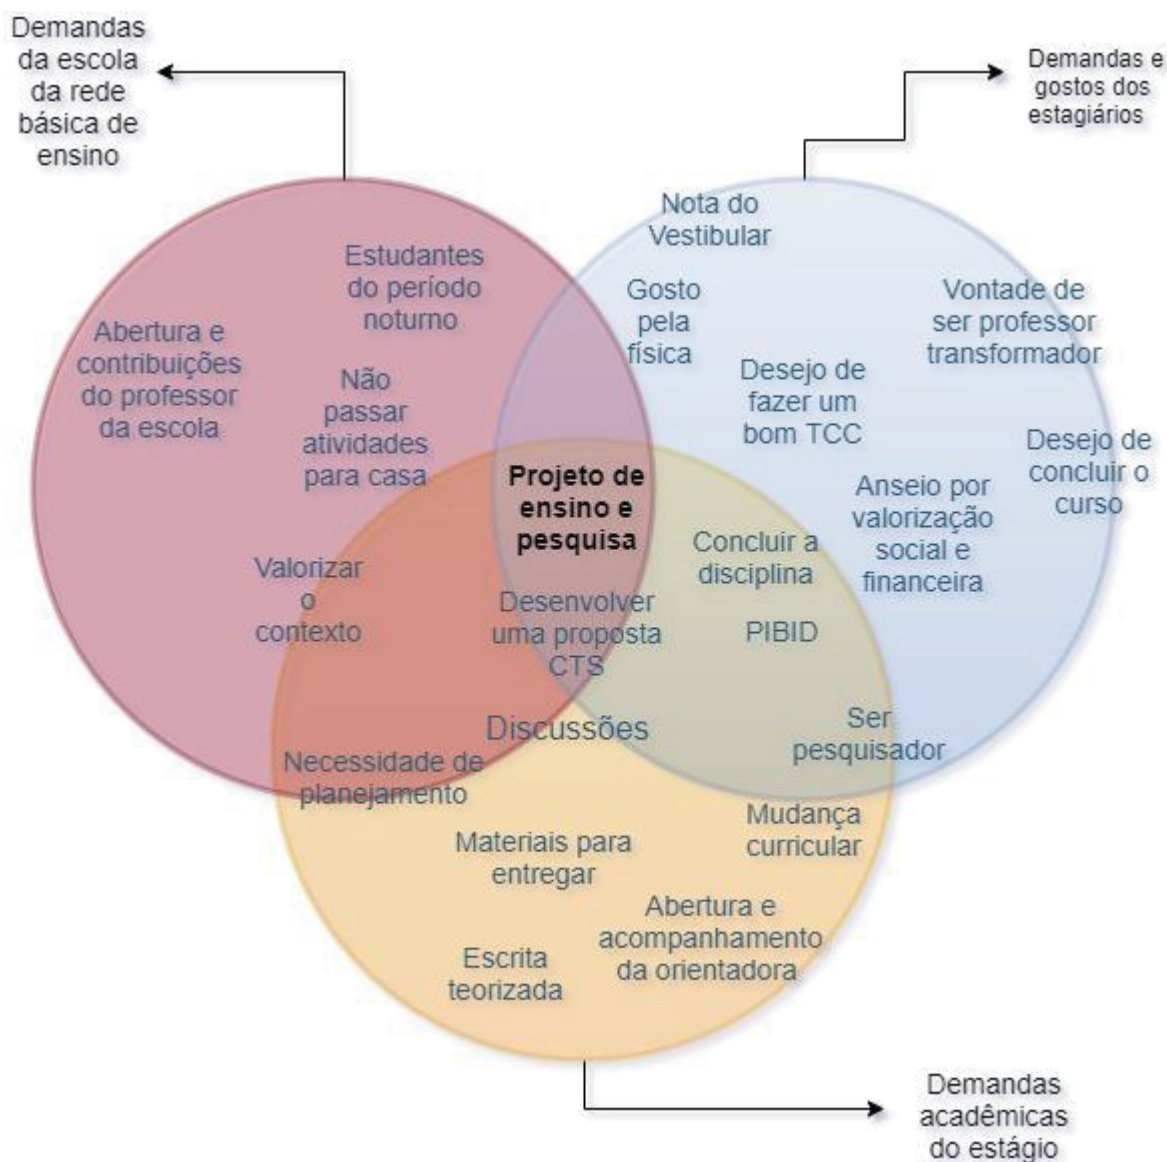 Demandas
da escola
da rede
básica de
ensino
Demandas e
gostos dos
estagiários
Nota do
Vestibular
Estudantes
do período
noturno
Gosto
pela
física
Vontade de
ser professor
transformador
Abertura e
contribuições
do professor
da escola
Não
passar
atividades
para casa
Desejo de
fazer um
bom TCC
Desejo de
concluir o
curso
Projeto de
ensino e
pesquisa
Anseio por
valorização
social e
financeira
Concluir a
disciplina
Valorizar
o
contexto
Desenvolver
uma proposta
CTS
PIBID
Discussões
Ser
pesquisador
Necessidade de
planejamento
Mudança
curricular
Materiais para
entregar
Abertura e
acompanhamento
da orientadora
Escrita
teorizada
Demandas
acadêmicas
do estágio